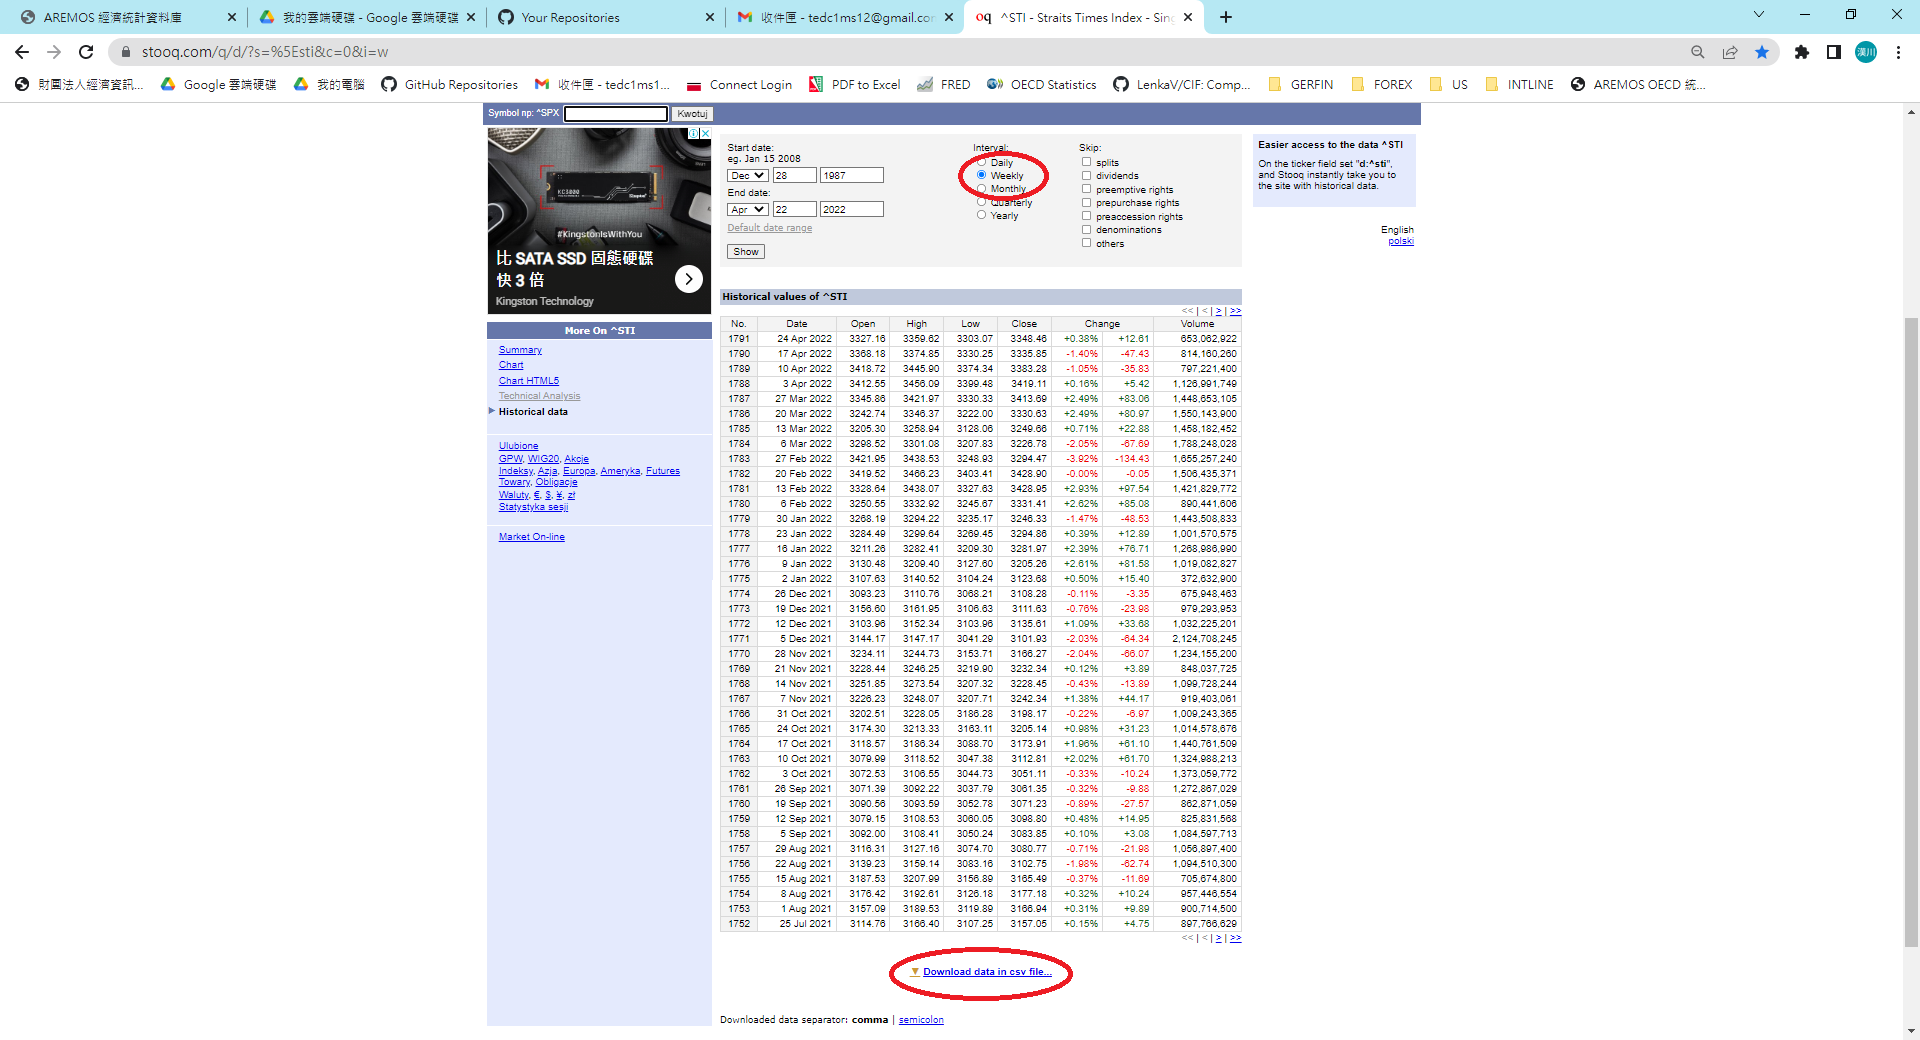 AREMOS 經濟統計資料庫
我的雲端硬碟 - Google 雲端硬碟
Your Repositories
收件匣 - tedc1ms12@gmail.con
^STI - Straits Times Index - Sing
stooq.com/q/d/?s=%5Esti&c=0&i=w
漢川
財團法人經濟資訊...
Google 雲端硬碟
我的電腦
GitHub Repositories
收件匣 - tedc1ms1...
Connect Login
PDF to Excel
FRED
OECD Statistics
LenkaV/CIF: Comp...
GERFIN
FOREX
US
INTLINE
AREMOS OECD 統...
Symbol np: ^SPX
Kwotuj
KC3000
#KingstonIsWithYou
比 SATA SSD 固態硬碟
快 3 倍
Kingston Technology
More On ^STI
Summary
Chart
Chart HTML5
Technical Analysis
Historical data
Ulubione
GPW, WIG20, Akcje
Indeksy, Azja, Europa, Ameryka, Futures
Towary, Obligacje
Waluty, €, $, ¥, zł
Statystyka sesji
Market On-line
Start date:
eg. Jan 15 2008
Dec 28 1987
End date:
Apr 22 2022
Default date range
Show
Interval:
Daily
Weekly
Monthly
Quarterly
Yearly
Skip:
splits
dividends
preemptive rights
prepurchase rights
preaccession rights
denominations
others
Easier access to the data ^STI
On the ticker field set "d:^sti",
and Stooq instantly take you to
the site with historical data.
English
polski
Historical values of ^STI
<< | < | > | >>
No. Date Open High Low Close Change Volume
1791 24 Apr 2022 3327.16 3359.62 3303.07 3348.46 +0.38% +12.61 653,062,922
1790 17 Apr 2022 3368.18 3374.85 3330.25 3335.85 -1.40% -47.43 814,160,260
1789 10 Apr 2022 3418.72 3445.90 3374.34 3383.28 -1.05% -35.83 797,221,400
1788 3 Apr 2022 3412.55 3456.09 3399.48 3419.11 +0.16% +5.42 1,126,991,749
1787 27 Mar 2022 3345.86 3421.97 3330.33 3413.69 +2.49% +83.06 1,448,653,105
1786 20 Mar 2022 3242.74 3346.37 3222.00 3330.63 +2.49% +80.97 1,550,143,900
1785 13 Mar 2022 3205.30 3258.94 3128.06 3249.66 +0.71% +22.88 1,458,182,452
1784 6 Mar 2022 3298.52 3301.08 3207.83 3226.78 -2.05% -67.69 1,788,248,028
1783 27 Feb 2022 3421.95 3438.53 3248.93 3294.47 -3.92% -134.43 1,655,257,240
1782 20 Feb 2022 3419.52 3466.23 3403.41 3428.90 -0.00% -0.05 1,506,435,371
1781 13 Feb 2022 3328.64 3438.07 3327.63 3428.95 +2.93% +97.54 1,421,829,772
1780 6 Feb 2022 3250.55 3332.92 3245.67 3331.41 +2.62% +85.08 890,441,606
1779 30 Jan 2022 3268.19 3294.22 3235.17 3246.33 -1.47% -48.53 1,443,508,833
1778 23 Jan 2022 3284.49 3299.64 3269.45 3294.86 +0.39% +12.89 1,001,570,575
1777 16 Jan 2022 3211.26 3282.41 3209.30 3281.97 +2.39% +76.71 1,268,986,990
1776 9 Jan 2022 3130.48 3209.40 3127.60 3205.26 +2.61% +81.58 1,019,082,827
1775 2 Jan 2022 3107.63 3140.52 3104.24 3123.68 +0.50% +15.40 372,632,900
1774 26 Dec 2021 3093.23 3110.76 3068.21 3108.28 -0.11% -3.35 675,948,463
1773 19 Dec 2021 3156.60 3161.95 3106.63 3111.63 -0.76% -23.98 979,293,953
1772 12 Dec 2021 3103.96 3152.34 3103.96 3135.61 +1.09% +33.68 1,032,225,201
1771 5 Dec 2021 3144.17 3147.17 3041.29 3101.93 -2.03% -64.34 2,124,708,245
1770 28 Nov 2021 3234.11 3244.73 3153.71 3166.27 -2.04% -66.07 1,234,155,200
1769 21 Nov 2021 3228.44 3246.25 3219.90 3232.34 +0.12% +3.89 848,037,725
1768 14 Nov 2021 3251.85 3273.54 3207.32 3228.45 -0.43% -13.89 1,099,728,244
1767 7 Nov 2021 3226.23 3248.07 3207.71 3242.34 +1.38% +44.17 919,403,061
1766 31 Oct 2021 3202.51 3228.05 3186.28 3198.17 -0.22% -6.97 1,009,243,365
1765 24 Oct 2021 3174.30 3213.33 3163.11 3205.14 +0.98% +31.23 1,014,578,676
1764 17 Oct 2021 3118.57 3186.34 3088.70 3173.91 +1.96% +61.10 1,440,761,509
1763 10 Oct 2021 3079.99 3118.52 3047.38 3112.81 +2.02% +61.70 1,324,988,213
1762 3 Oct 2021 3072.53 3106.55 3044.73 3051.11 -0.33% -10.24 1,373,059,772
1761 26 Sep 2021 3071.39 3092.22 3037.79 3061.35 -0.32% -9.88 1,272,867,029
1760 19 Sep 2021 3090.56 3093.59 3052.78 3071.23 -0.89% -27.57 862,871,059
1759 12 Sep 2021 3079.15 3108.53 3060.05 3098.80 +0.48% +14.95 825,831,568
1758 5 Sep 2021 3092.00 3108.41 3050.24 3083.85 +0.10% +3.08 1,084,597,713
1757 29 Aug 2021 3116.31 3127.16 3074.70 3080.77 -0.71% -21.98 1,056,897,400
1756 22 Aug 2021 3139.23 3159.14 3083.16 3102.75 -1.98% -62.74 1,094,510,300
1755 15 Aug 2021 3187.53 3207.99 3156.89 3165.49 -0.37% -11.69 705,674,800
1754 8 Aug 2021 3176.42 3192.61 3126.18 3177.18 +0.32% +10.24 957,446,554
1753 1 Aug 2021 3157.09 3189.53 3119.89 3166.94 +0.31% +9.89 900,714,500
1752 25 Jul 2021 3114.76 3166.40 3107.25 3157.05 +0.15% +4.75 897,766,629
<< | < | > | >>
Download data in csv file...
Downloaded data separator: comma | semicolon